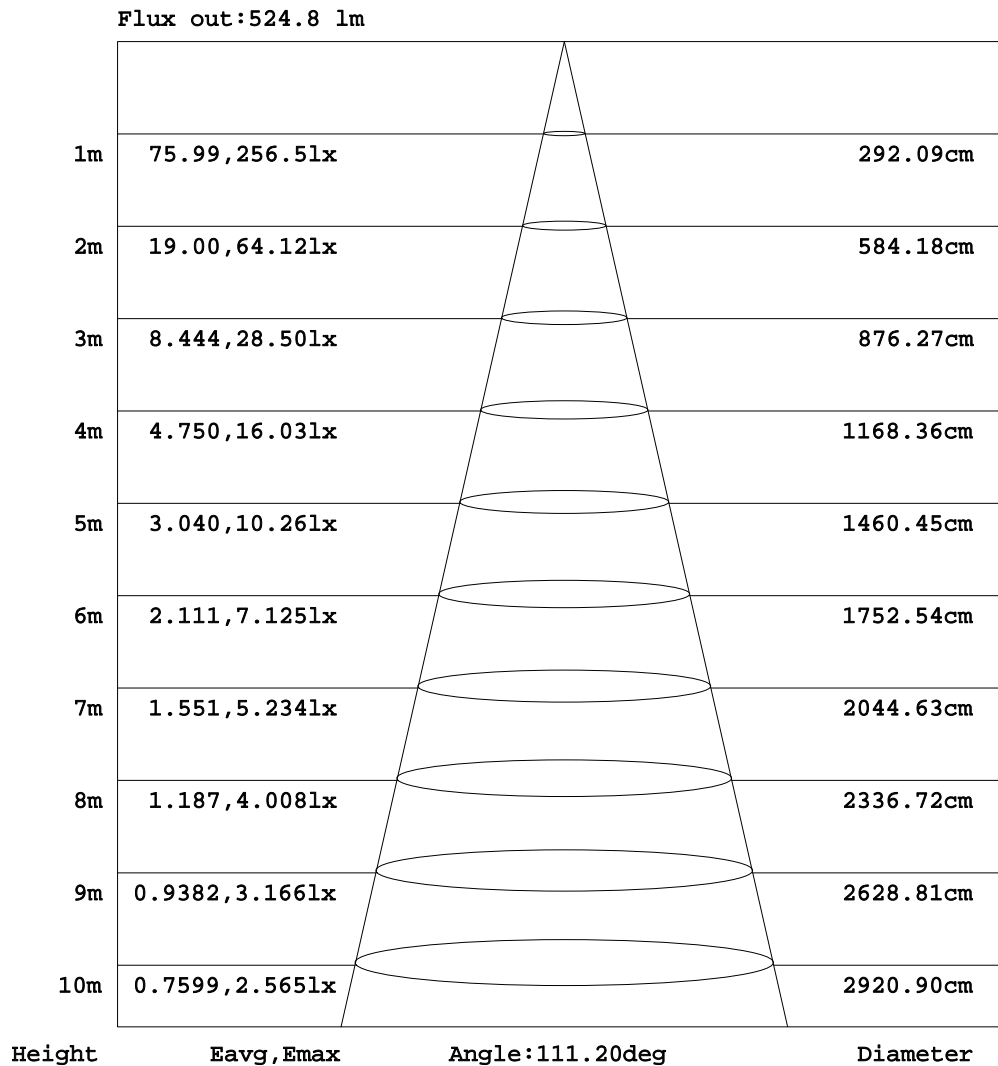 Flux out:524.8 lm
1m 75.99,256.5lx 292.09cm
2m 19.00,64.12lx 584.18cm
3m 8.444,28.50lx 876.27cm
4m 4.750,16.03lx 1168.36cm
5m 3.040,10.26lx 1460.45cm
6m 2.111,7.125lx 1752.54cm
7m 1.551,5.234lx 2044.63cm
8m 1.187,4.008lx 2336.72cm
9m 0.9382,3.166lx 2628.81cm
10m 0.7599,2.565lx 2920.90cm
Height Eavg,Emax Angle:111.20deg Diameter